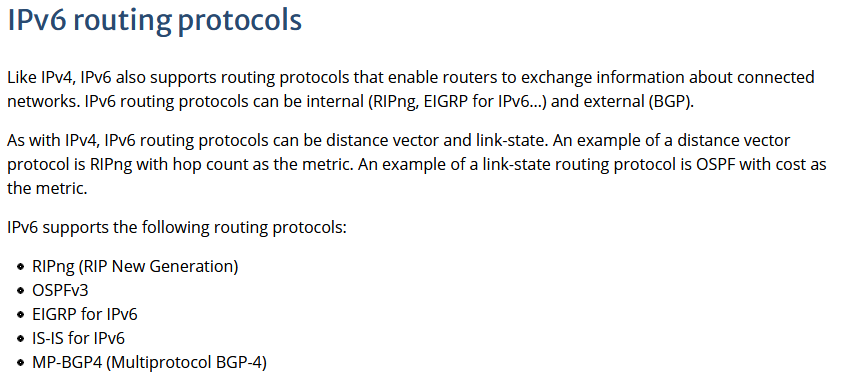 IPv6 routing protocols
Like IPv4, IPv6 also supports routing protocols that enable routers to exchange information about connected
networks. IPv6 routing protocols can be internal (RIPng, EIGRP for IPv6…) and external (BGP).
As with IPv4, IPv6 routing protocols can be distance vector and link-state. An example of a distance vector
protocol is RIPng with hop count as the metric. An example of a link-state routing protocol is OSPF with cost as
the metric.
IPv6 supports the following routing protocols:
• RIPng (RIP New Generation)
• OSPFv3
• EIGRP for IPv6
• IS-IS for IPv6
• MP-BGP4 (Multiprotocol BGP-4)